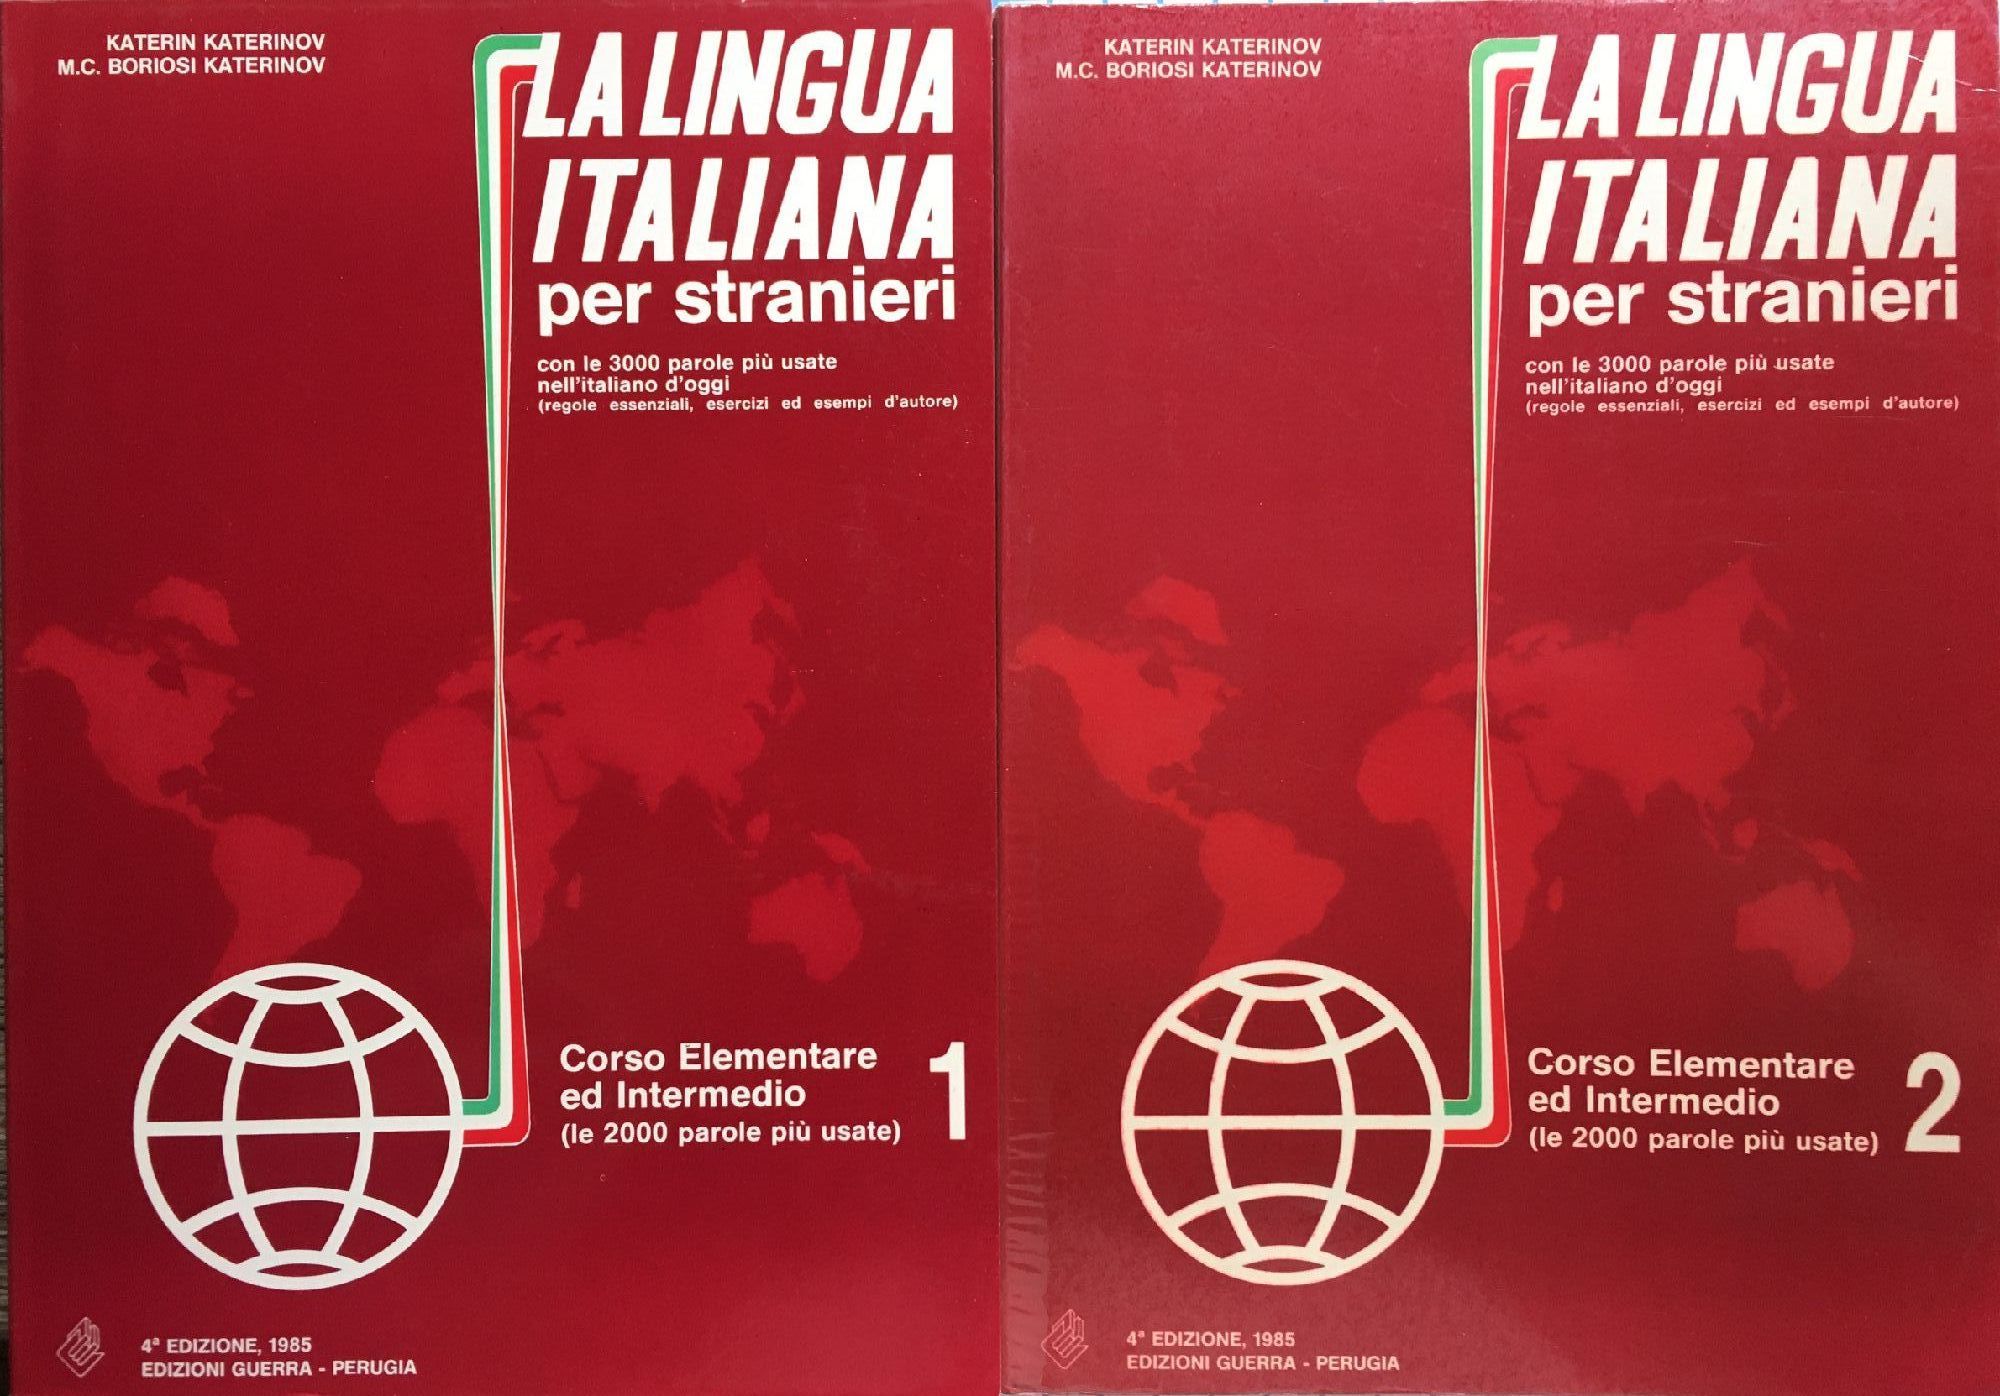 KATERIN KATERINOV
M.C. BORIOSI KATERINOV
LA LINGUA
ITALIANA
per stranieri
con le 3000 parole più usate
nell'italiano d'oggi
(regole essenziali, esercizi ed esempi d'autore)
Corso Elementare
ed Intermedio
(le 2000 parole più usate)
1
4ª EDIZIONE, 1985
EDIZIONI GUERRA - PERUGIA
KATERIN KATERINOV
M.C. BORIOSI KATERINOV
LA LINGUA
ITALIANA
per stranieri
con le 3000 parole più usate
nell'italiano d'oggi
(regole essenziali, esercizi ed esempi d'autore)
Corso Elementare
ed Intermedio
(le 2000 parole più usate)
2
4ª EDIZIONE, 1985
EDIZIONI GUERRA - PERUGIA